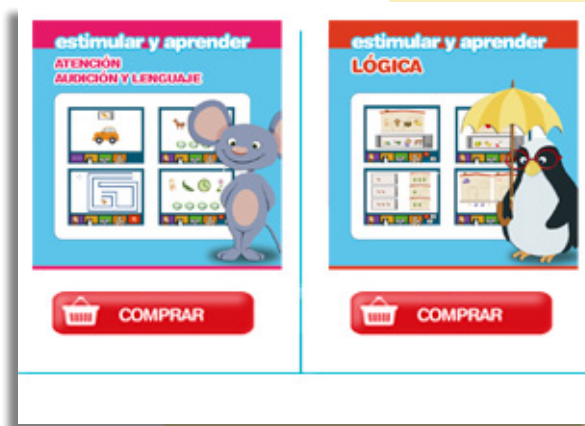 estimular y aprender
ATENCIÓN
AUDICIÓN Y LENGUAJE
COMPRAR
estimular y aprender
LÓGICA
COMPRAR